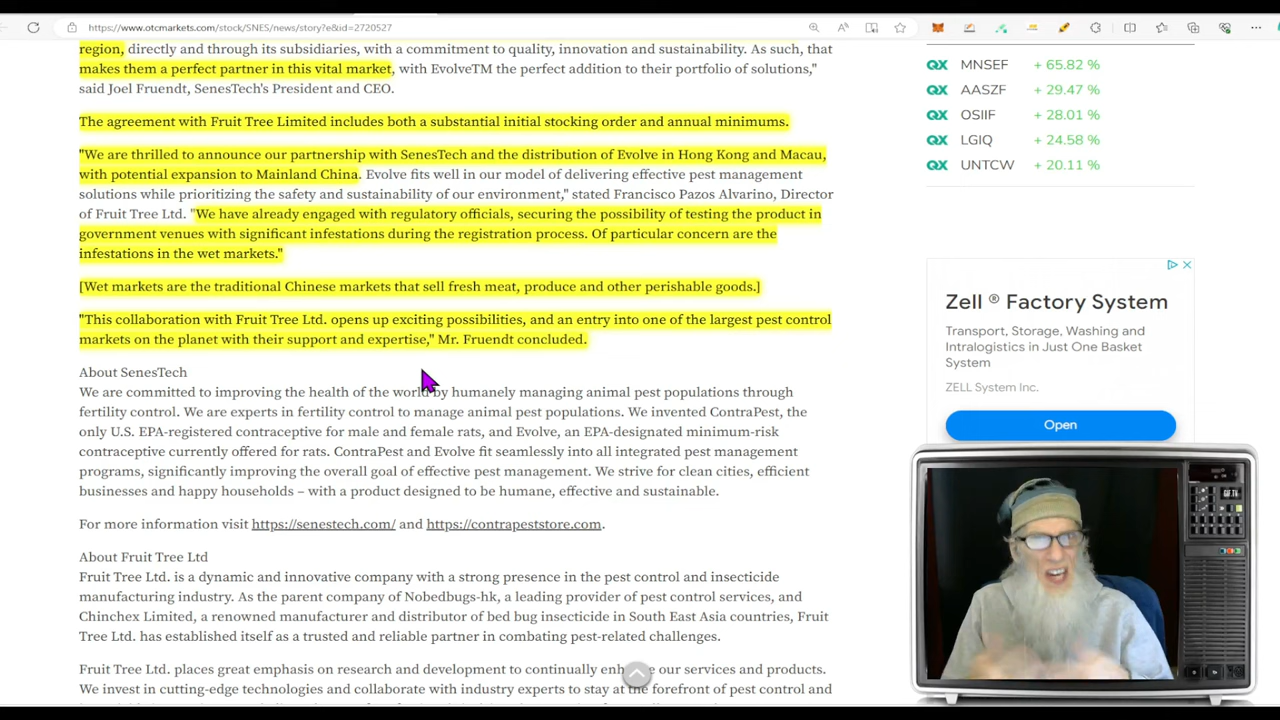 https://www.otcmarkets.com/stock/SNES/news/story?e&id=2720527
region, directly and through its subsidiaries, with a commitment to quality, innovation and sustainability. As such, that
makes them a perfect partner in this vital market, with EvolveTM the perfect addition to their portfolio of solutions,"
said Joel Fruendt, SenesTech's President and CEO.
The agreement with Fruit Tree Limited includes both a substantial initial stocking order and annual minimums.
"We are thrilled to announce our partnership with SenesTech and the distribution of Evolve in Hong Kong and Macau,
with potential expansion to Mainland China. Evolve fits well in our model of delivering effective pest management
solutions while prioritizing the safety and sustainability of our environment," stated Francisco Pazos Alvarino, Director
of Fruit Tree Ltd. "We have already engaged with regulatory officials, securing the possibility of testing the product in
government venues with significant infestations during the registration process. Of particular concern are the
infestations in the wet markets."
[Wet markets are the traditional Chinese markets that sell fresh meat, produce and other perishable goods.]
"This collaboration with Fruit Tree Ltd. opens up exciting possibilities, and an entry into one of the largest pest control
markets on the planet with their support and expertise," Mr. Fruendt concluded.
About SenesTech
We are committed to improving the health of the world by humanely managing animal pest populations through
fertility control. We are experts in fertility control to manage animal pest populations. We invented ContraPest, the
only U.S. EPA-registered contraceptive for male and female rats, and Evolve, an EPA-designated minimum-risk
contraceptive currently offered for rats. ContraPest and Evolve fit seamlessly into all integrated pest management
programs, significantly improving the overall goal of effective pest management. We strive for clean cities, efficient
businesses and happy households – with a product designed to be humane, effective and sustainable.
For more information visit https://senestech.com/ and https://contrapeststore.com.
About Fruit Tree Ltd
Fruit Tree Ltd. is a dynamic and innovative company with a strong presence in the pest control and insecticide
manufacturing industry. As the parent company of Nobedbugs-hk, a leading provider of pest control services, and
Chinchex Limited, a renowned manufacturer and distributor of insecticide in South East Asia countries, Fruit
Tree Ltd. has established itself as a trusted and reliable partner in combating pest-related challenges.
Fruit Tree Ltd. places great emphasis on research and development, continually our services and products.
We invest in cutting-edge technologies and collaborate with industry experts to stay at the forefront of pest control and
QX MNSEF + 65.82 %
QX AASZF + 29.47 %
QX OSIIF + 28.01 %
QX LGIQ + 24.58 %
QX UNTCW + 20.11 %
Zell ® Factory System
Transport, Storage, Washing and
Intralogistics in Just One Basket
System
ZELL System Inc.
Open